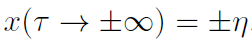 x(τ → ±∞) = ±η